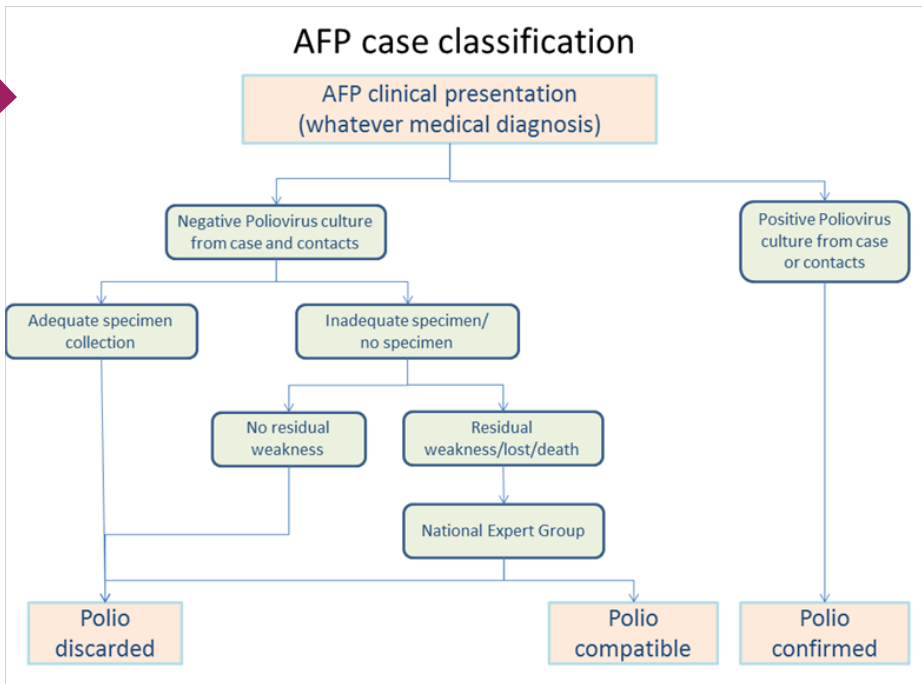 AFP case classification
AFP clinical presentation
(whatever medical diagnosis)
Negative Poliovirus culture
from case and contacts
Positive Poliovirus
culture from case
or contacts
Adequate specimen
collection
Inadequate specimen/
no specimen
No residual
weakness
Residual
weakness/lost/death
National Expert Group
Polio
discarded
Polio
compatible
Polio
confirmed